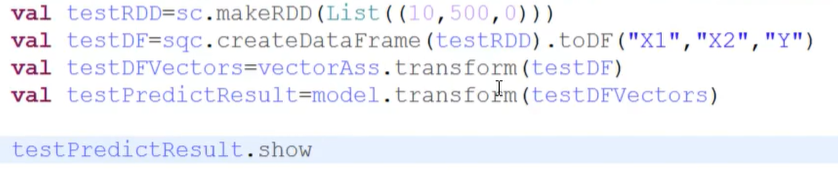 val testRDD=sc.makeRDD(List((10,500,0)))
val testDF=sqc.createDataFrame(testRDD).toDF("X1","X2","Y")
val testDFVectors=vectorAss.transform(testDF)
val testPredictResult=model.transform(testDFVectors)
testPredictResult.show